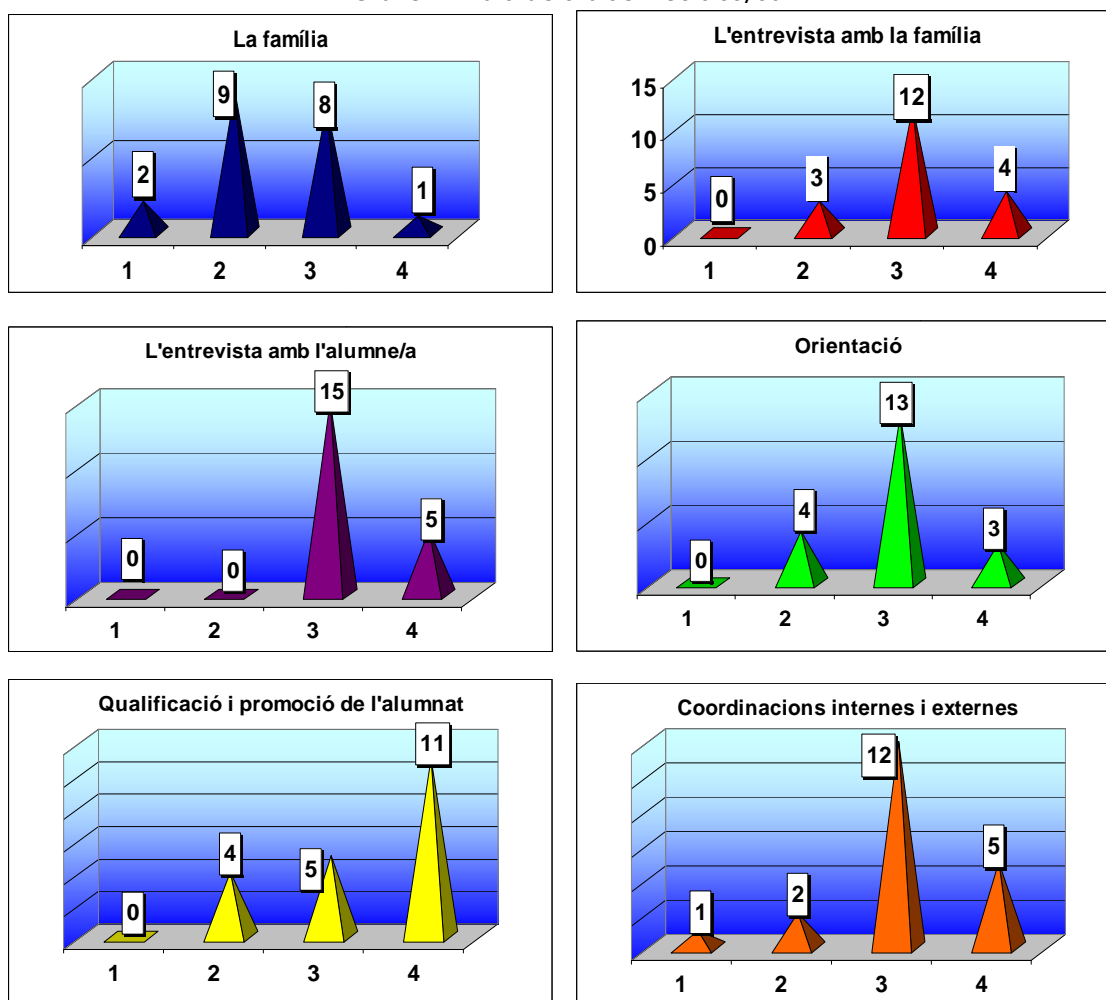 La família
9
8
2
1
1 2 3 4
L'entrevista amb la família
15
10
5
0
12
4
3
0
1 2 3 4
L'entrevista amb l'alumne/a
15
5
0
0
1 2 3 4
Orientació
13
4
3
0
1 2 3 4
Qualificació i promoció de l'alumnat
11
4
5
0
1 2 3 4
Coordinacions internes i externes
12
5
2
1
1 2 3 4